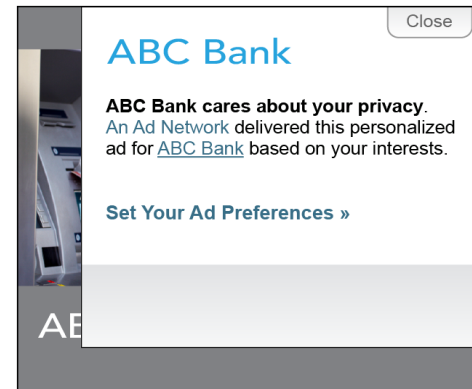 Close
ABC Bank
ABC Bank cares about your privacy.
An Ad Network delivered this personalized
ad for ABC Bank based on your interests.
Set Your Ad Preferences »
AB